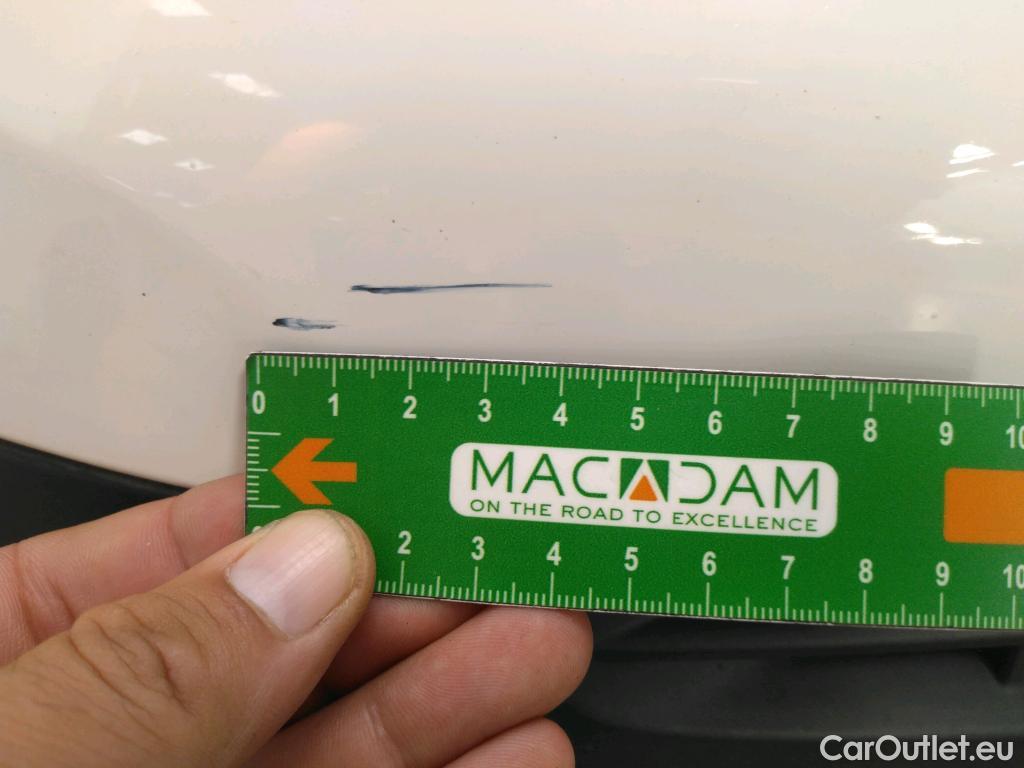 0 1 2 3 4 5 6 7 8 9 10
MACADAM
ON THE ROAD TO EXCELLENCE
2 3 4 5 6 7 8 9 10
CarOutlet.eu